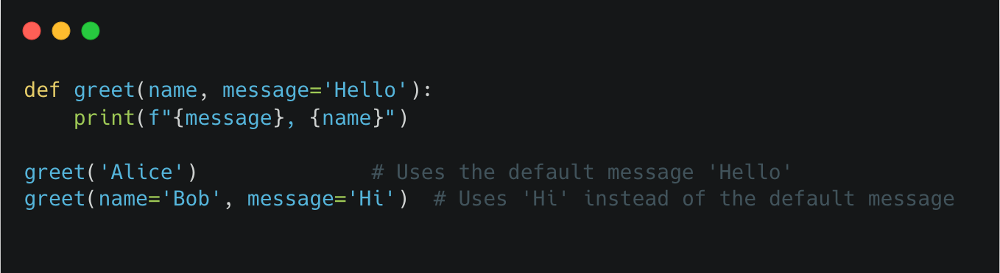 def greet(name, message='Hello'):
    print(f"{message}, {name}")
greet('Alice')              # Uses the default message 'Hello'
greet(name='Bob', message='Hi')  # Uses 'Hi' instead of the default message